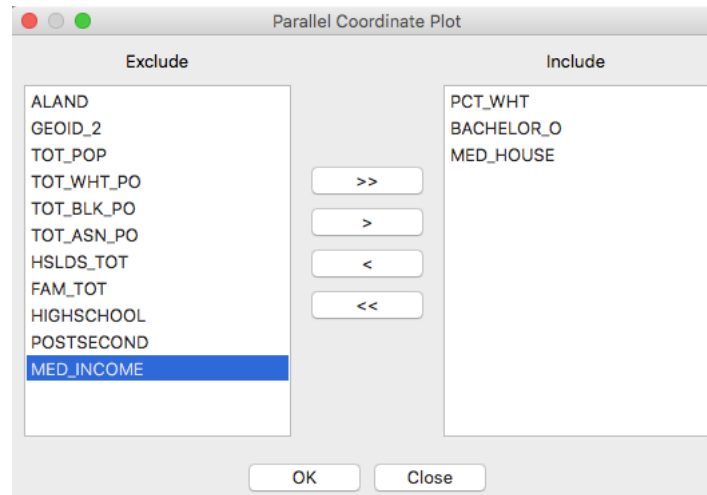 Parallel Coordinate Plot
Exclude
Include
ALAND
GEOID_2
TOT_POP
TOT_WHT_PO
TOT_BLK_PO
TOT_ASN_PO
HSLDS_TOT
FAM_TOT
HIGHSCHOOL
POSTSECOND
MED_INCOME
>>
>
<
<<
PCT_WHT
BACHELOR_O
MED_HOUSE
OK
Close